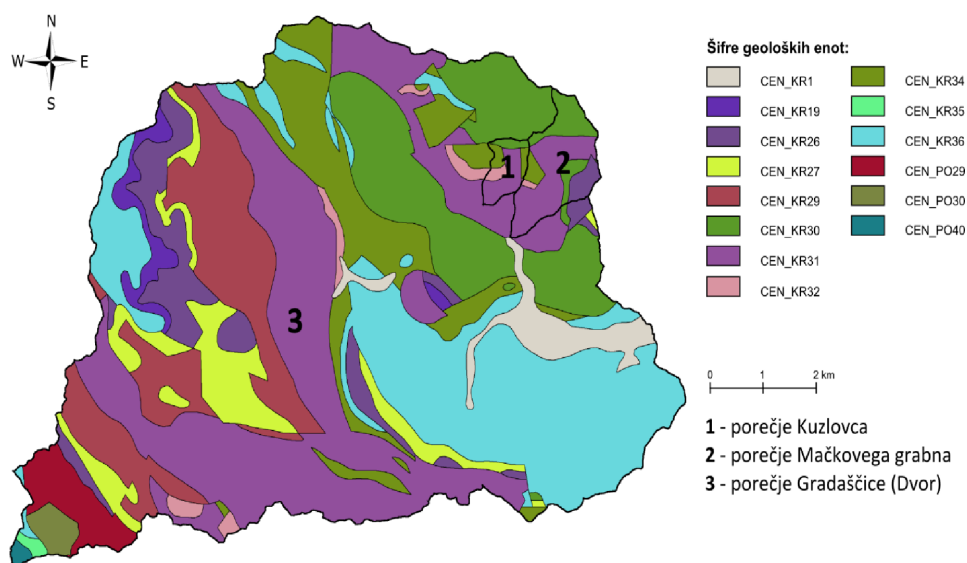 N
W E
S
1
2
3
Šifre geoloških enot:
CEN_KR1
CEN_KR19
CEN_KR26
CEN_KR27
CEN_KR29
CEN_KR30
CEN_KR31
CEN_KR32
CEN_KR34
CEN_KR35
CEN_KR36
CEN_PO29
CEN_PO30
CEN_PO40
0 1 2 km
1 - porečje Kuzlovca
2 - porečje Mačkovega grabna
3 - porečje Gradaščice (Dvor)